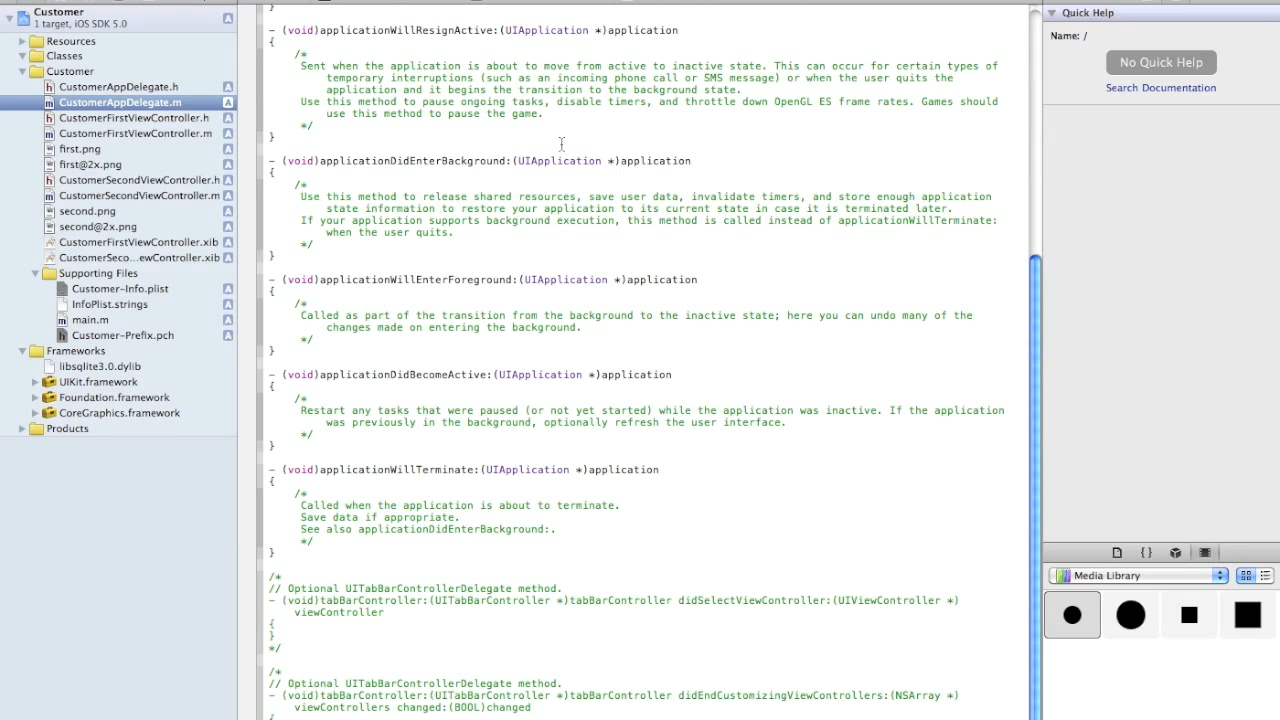 Customer
1 target, iOS SDK 5.0
Resources
Classes
Customer
CustomerAppDelegate.h
CustomerAppDelegate.m
CustomerFirstViewController.h
CustomerFirstViewController.m
first.png
first@2x.png
CustomerSecondViewController.h
CustomerSecondViewController.m
second.png
second@2x.png
CustomerFirstViewController.xib
CustomerSeco...ewController.xib
Supporting Files
Customer-Info.plist
InfoPlist.strings
main.m
Customer-Prefix.pch
Frameworks
libsqlite3.0.dylib
UIKit.framework
Foundation.framework
CoreGraphics.framework
Products
A
A
A
A
A
A
A
A
A
A
A
A
A
}
- (void)applicationWillResignActive:(UIApplication *)application
{
/*
Sent when the application is about to move from active to inactive state. This can occur for certain types of
temporary interruptions (such as an incoming phone call or SMS message) or when the user quits the
application and it begins the transition to the background state.
Use this method to pause ongoing tasks, disable timers, and throttle down OpenGL ES frame rates. Games should
use this method to pause the game.
*/
}
- (void)applicationDidEnterBackground:(UIApplication *)application
{
/*
Use this method to release shared resources, save user data, invalidate timers, and store enough application
state information to restore your application to its current state in case it is terminated later.
If your application supports background execution, this method is called instead of applicationWillTerminate:
when the user quits.
*/
}
- (void)applicationWillEnterForeground:(UIApplication *)application
{
/*
Called as part of the transition from the background to the inactive state; here you can undo many of the
changes made on entering the background.
*/
}
- (void)applicationDidBecomeActive:(UIApplication *)application
{
/*
Restart any tasks that were paused (or not yet started) while the application was inactive. If the application
was previously in the background, optionally refresh the user interface.
*/
}
- (void)applicationWillTerminate:(UIApplication *)application
{
/*
Called when the application is about to terminate.
Save data if appropriate.
See also applicationDidEnterBackground:.
*/
}
/*
// Optional UITabBarControllerDelegate method.
- (void)tabBarController:(UITabBarController *)tabBarController didSelectViewController:(UIViewController *)
viewController
{
}
*/
/*
// Optional UITabBarControllerDelegate method.
- (void)tabBarController:(UITabBarController *)tabBarController didEndCustomizingViewControllers:(NSArray *)
viewControllers changed:(BOOL)changed
{
Quick Help
Name: /
No Quick Help
Search Documentation
{ }
Media Library